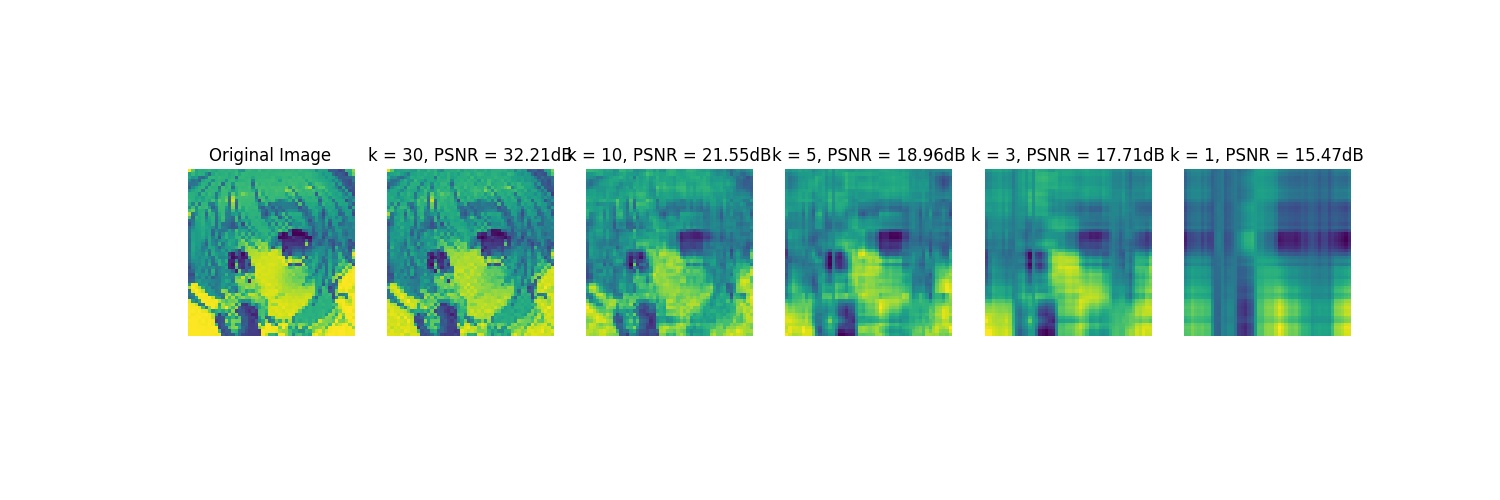 Original Image
k = 30, PSNR = 32.21dB
k = 10, PSNR = 21.55dB
k = 5, PSNR = 18.96dB
k = 3, PSNR = 17.71dB
k = 1, PSNR = 15.47dB